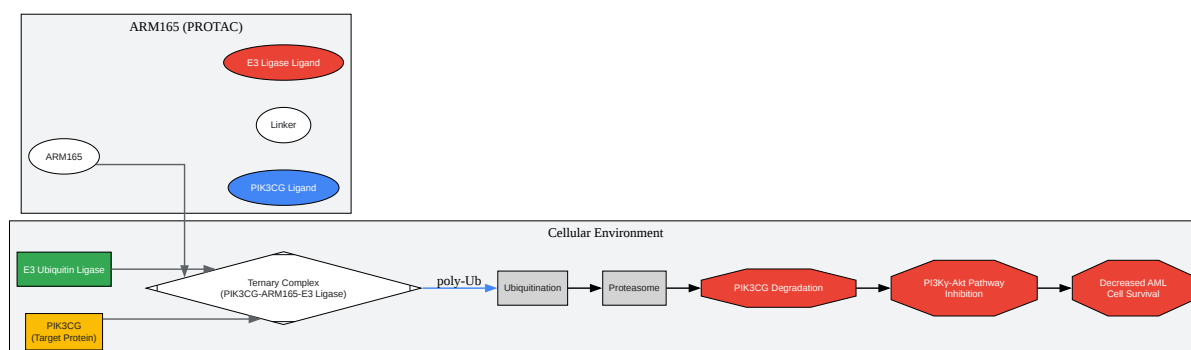 ARM165 (PROTAC)
E3 Ligase Ligand
Linker
ARM165
PIK3CG Ligand
Cellular Environment
E3 Ubiquitin Ligase
Ternary Complex
(PIK3CG-ARM165-E3 Ligase)
poly-Ub
Ubiquitination
Proteasome
PIK3CG Degradation
PI3Kγ-Akt Pathway
Inhibition
Decreased AML
Cell Survival
PIK3CG
(Target Protein)